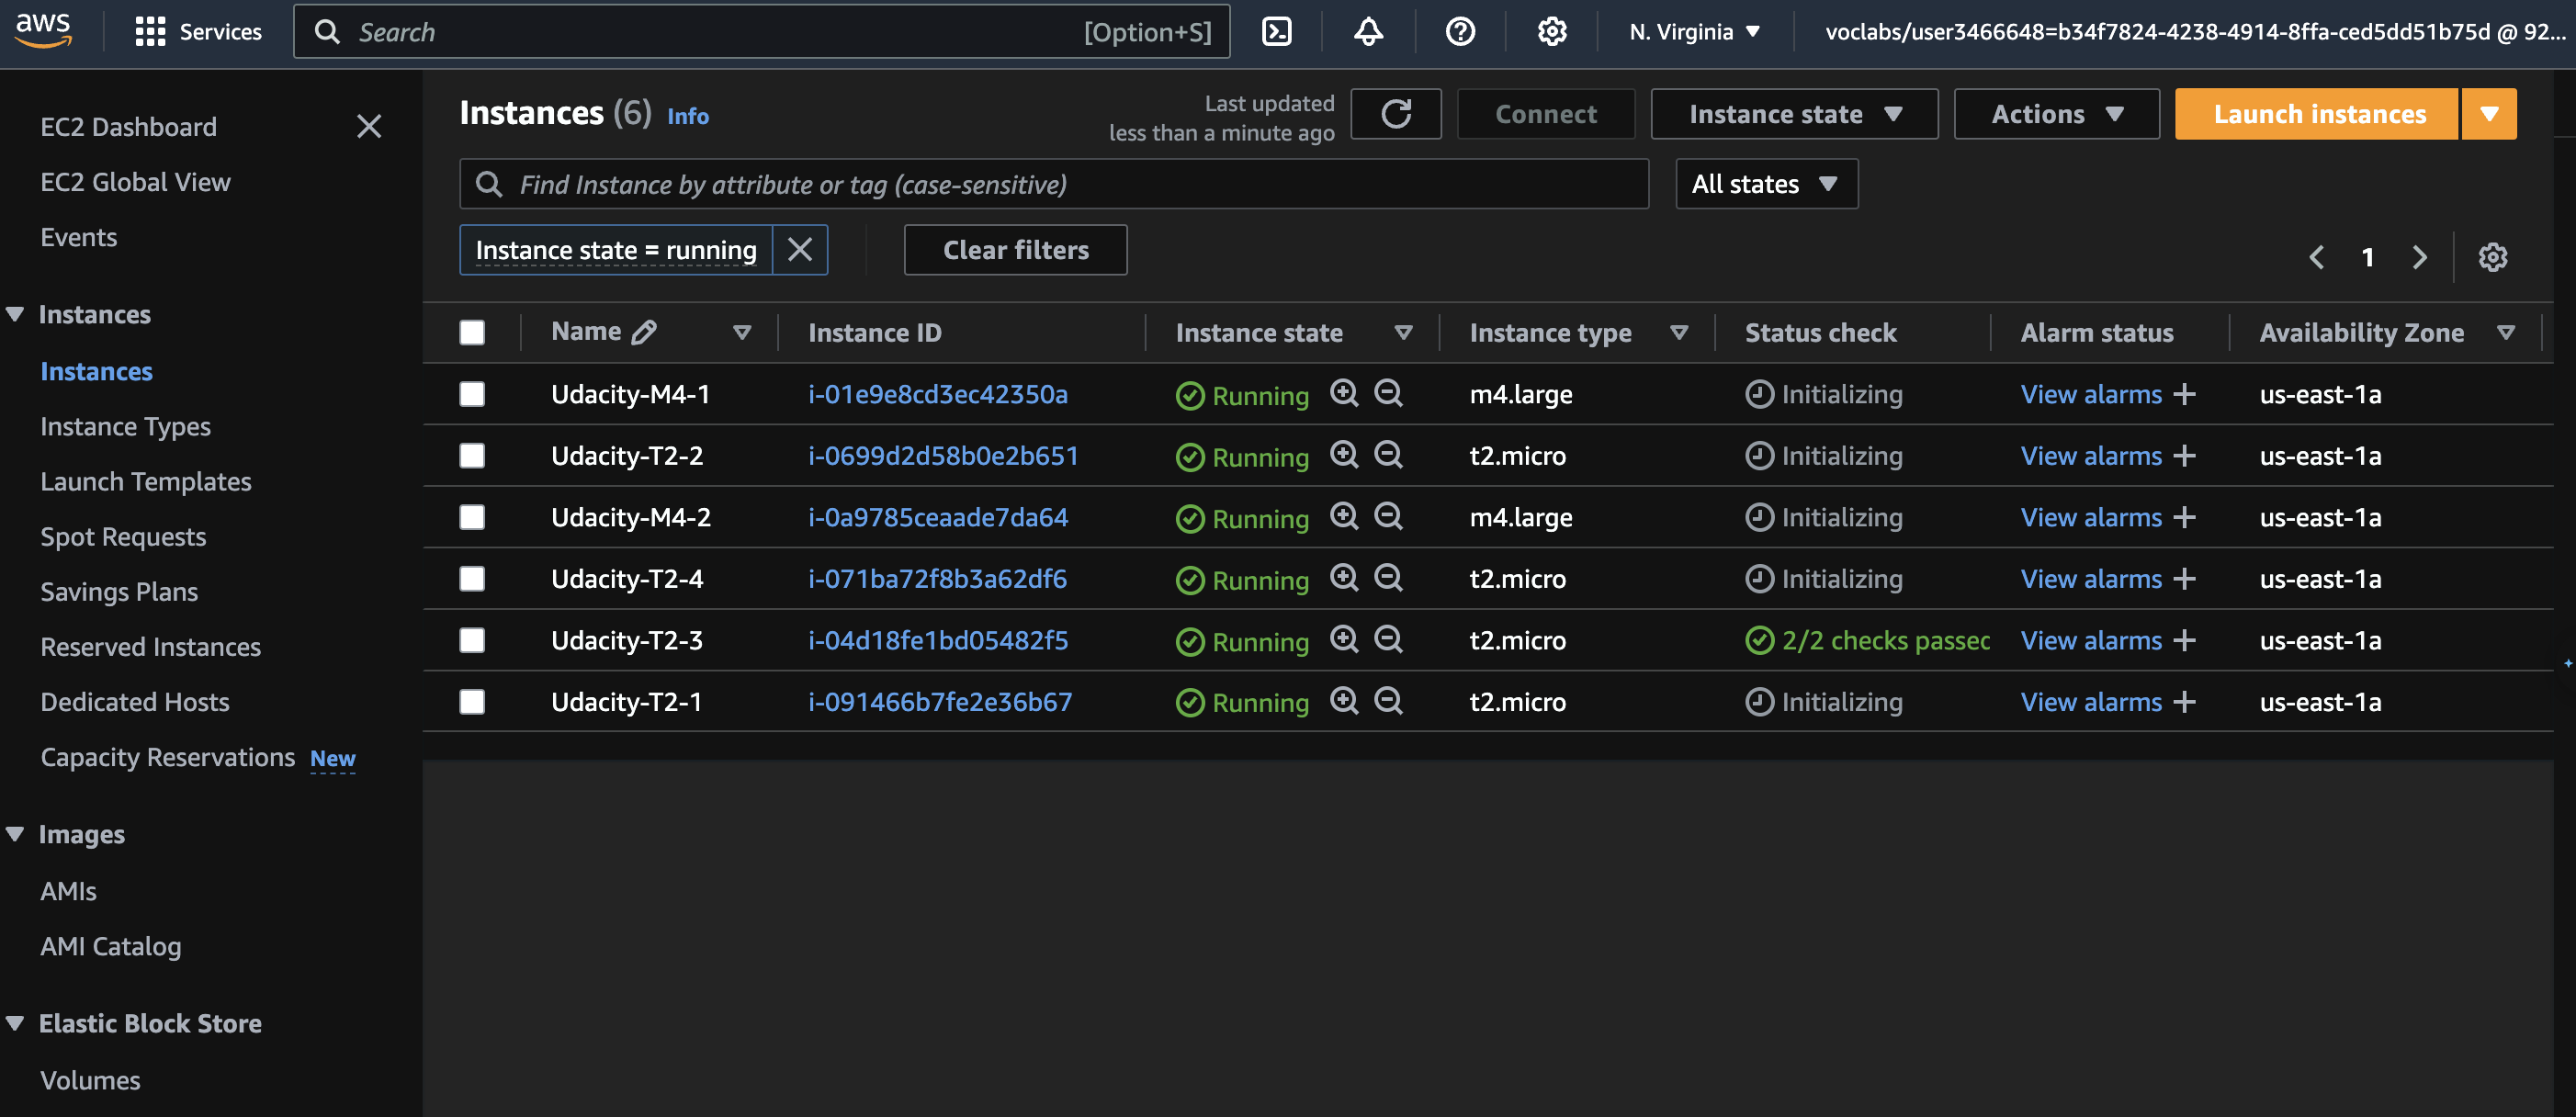 aws
Services
Search
[Option+S]
N. Virginia
voclabs/user3466648=b34f7824-4238-4914-8ffa-ced5dd51b75d @ 92...
EC2 Dashboard
EC2 Global View
Events
Instances
Instances
Instance Types
Launch Templates
Spot Requests
Savings Plans
Reserved Instances
Dedicated Hosts
Capacity Reservations New
Images
AMIs
AMI Catalog
Elastic Block Store
Volumes
Instances (6) Info
Last updated
less than a minute ago
Connect
Instance state
Actions
Launch instances
Find Instance by attribute or tag (case-sensitive)
All states
Instance state = running
Clear filters
1
Name Instance ID Instance state Instance type Status check Alarm status Availability Zone
Udacity-M4-1 i-01e9e8cd3ec42350a Running m4.large Initializing View alarms us-east-1a
Udacity-T2-2 i-0699d2d58b0e2b651 Running t2.micro Initializing View alarms us-east-1a
Udacity-M4-2 i-0a9785ceaade7da64 Running m4.large Initializing View alarms us-east-1a
Udacity-T2-4 i-071ba72f8b3a62df6 Running t2.micro Initializing View alarms us-east-1a
Udacity-T2-3 i-04d18fe1bd05482f5 Running t2.micro 2/2 checks passec View alarms us-east-1a
Udacity-T2-1 i-091466b7fe2e36b67 Running t2.micro Initializing View alarms us-east-1a